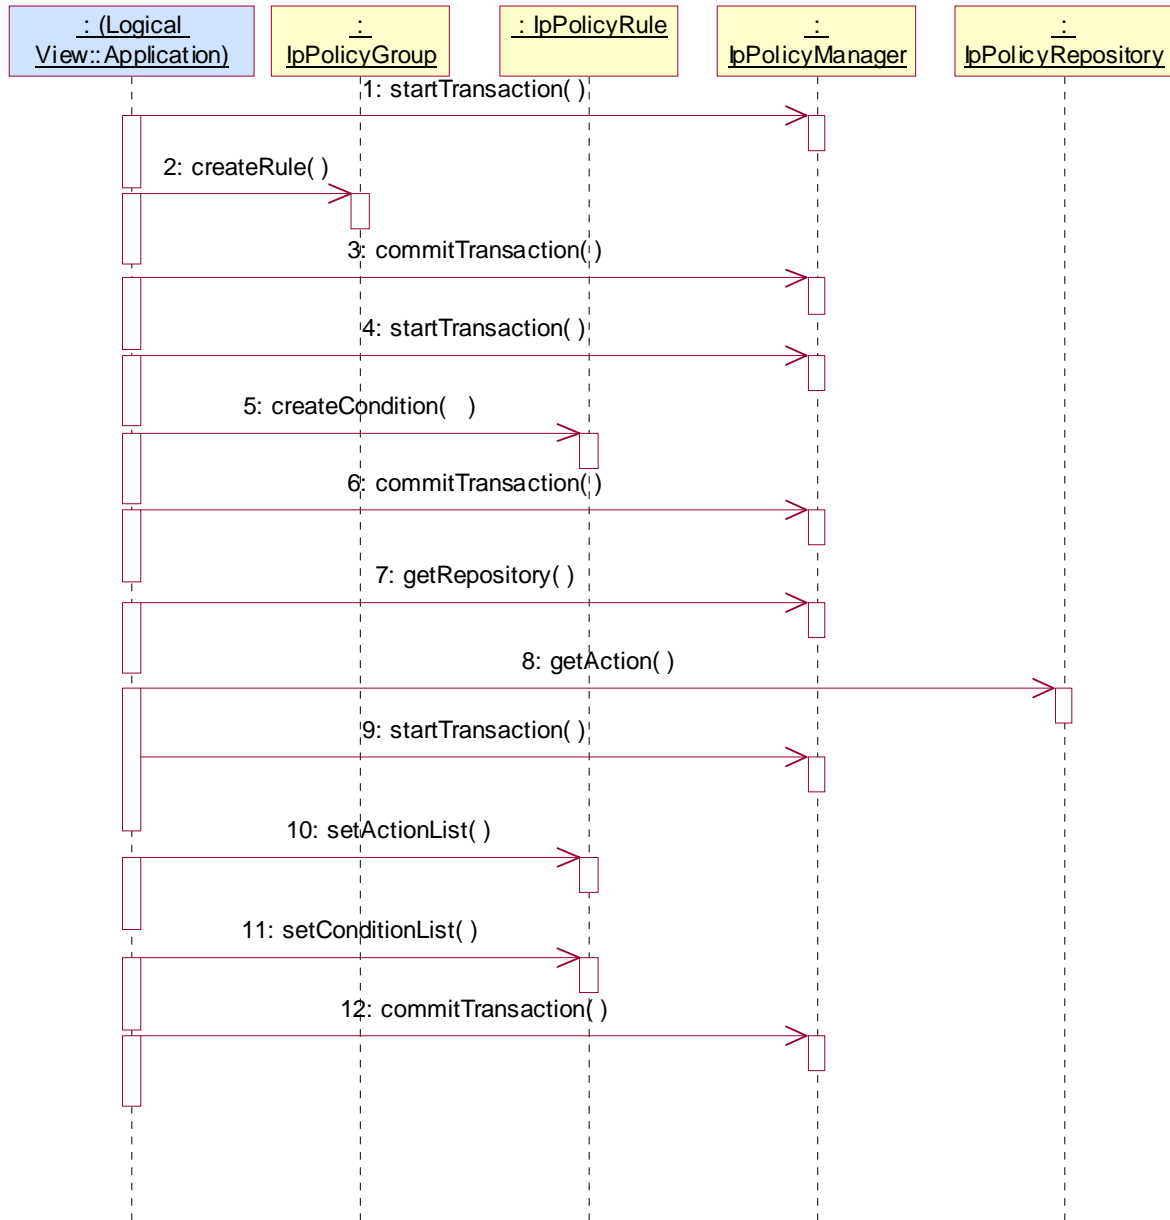 : (Logical
View::Application)
:
IpPolicyGroup
: IpPolicyRule
:
IpPolicyManager
:
IpPolicyRepository
1: startTransaction( )
2: createRule( )
3: commitTransaction( )
4: startTransaction( )
5: createCondition(   )
6: commitTransaction( )
7: getRepository( )
8: getAction( )
9: startTransaction( )
10: setActionList( )
11: setConditionList( )
12: commitTransaction( )